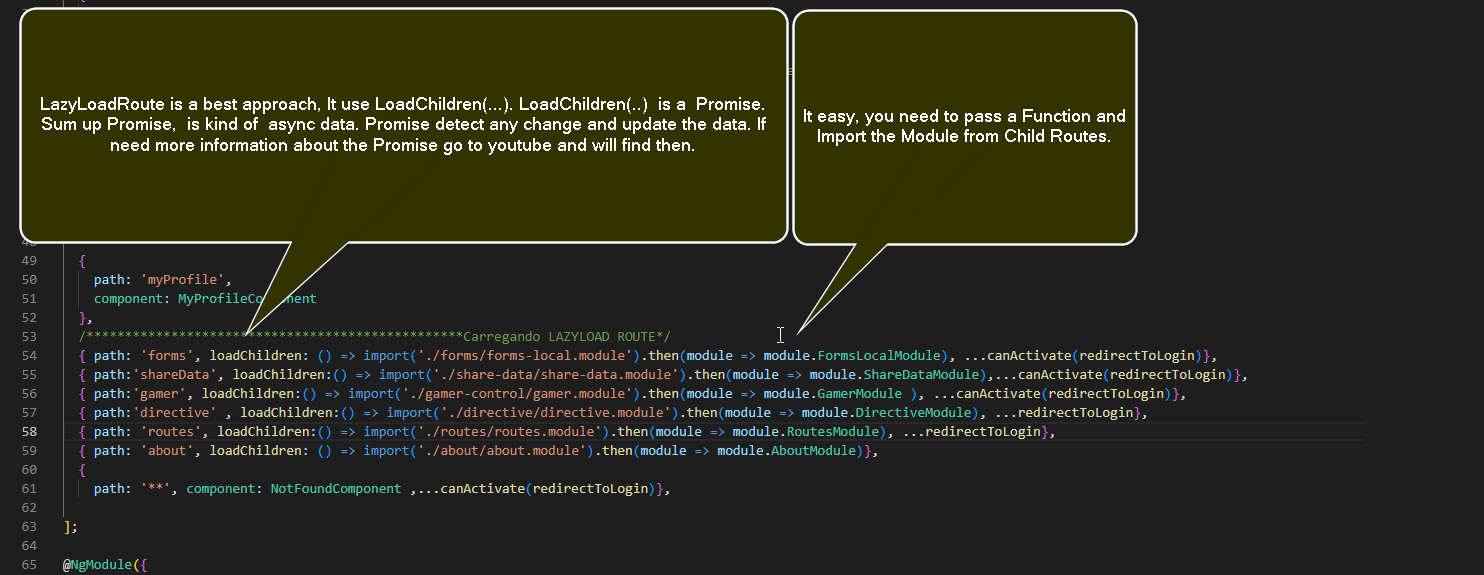 LazyLoadRoute is a best approach, It use LoadChildren(...). LoadChildren(..)  is a  Promise.
Sum up Promise,  is kind of  async data. Promise detect any change and update the data. If
need more information about the Promise go to youtube and will find then.
It easy, you need to pass a Function and
Import the Module from Child Routes.
49 {
50 path: 'myProfile',
51 component: MyProfileCo nent
52 },
53 /*************************************************Carregando LAZYLOAD ROUTE*/
54 { path: 'forms', loadChildren: () => import('./forms/forms-local.module').then(module => module.FormsLocalModule), ...canActivate(redirectToLogin)},
55 { path:'shareData', loadChildren:() => import('./share-data/share-data.module').then(module => module.ShareDataModule),...canActivate(redirectToLogin)},
56 { path:'gamer', loadChildren:() => import('./gamer-control/gamer.module').then(module => module.GamerModule ), ...canActivate(redirectToLogin)},
57 { path:'directive' , loadChildren:() => import('./directive/directive.module').then(module => module.DirectiveModule), ...redirectToLogin},
58 { path: 'routes', loadChildren:() => import('./routes/routes.module').then(module => module.RoutesModule), ...redirectToLogin},
59 { path: 'about', loadChildren: () => import('./about/about.module').then(module => module.AboutModule)},
60 {
61 path: '**', component: NotFoundComponent ,...canActivate(redirectToLogin)},
62
63 ];
64
65 @NgModule({